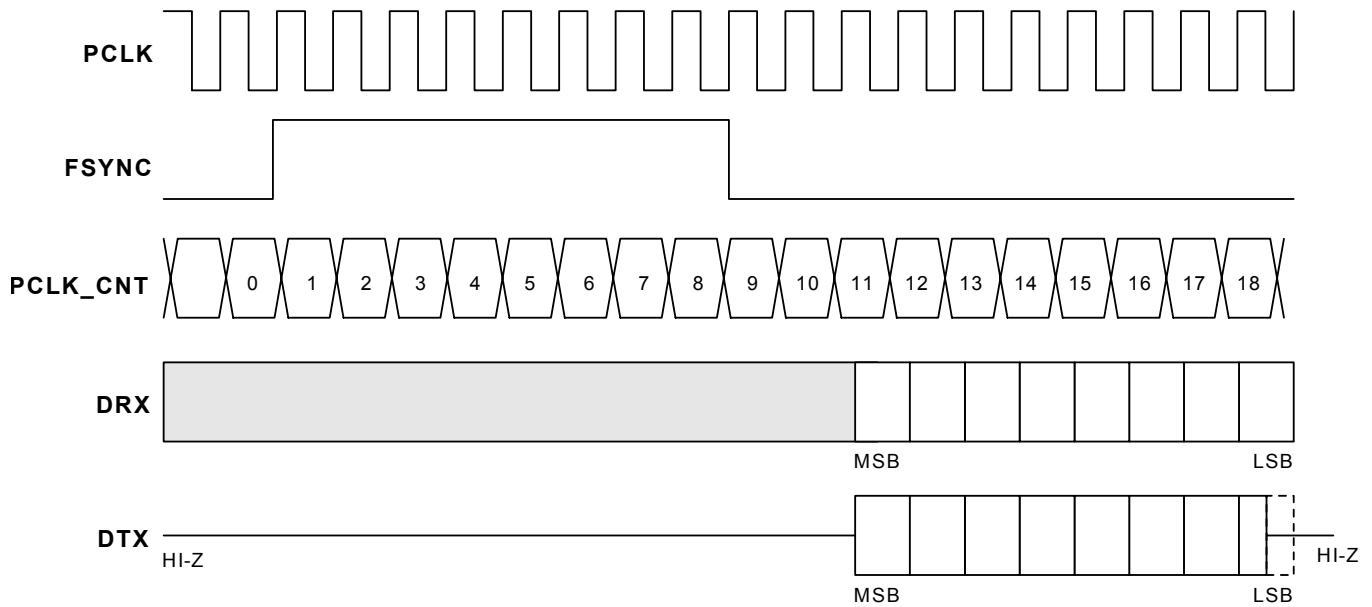 PCLK
FSYNC
PCLK_CNT 0 1 2 3 4 5 6 7 8 9 10 11 12 13 14 15 16 17 18
DRX
MSB LSB
DTX
HI-Z HI-Z
MSB LSB